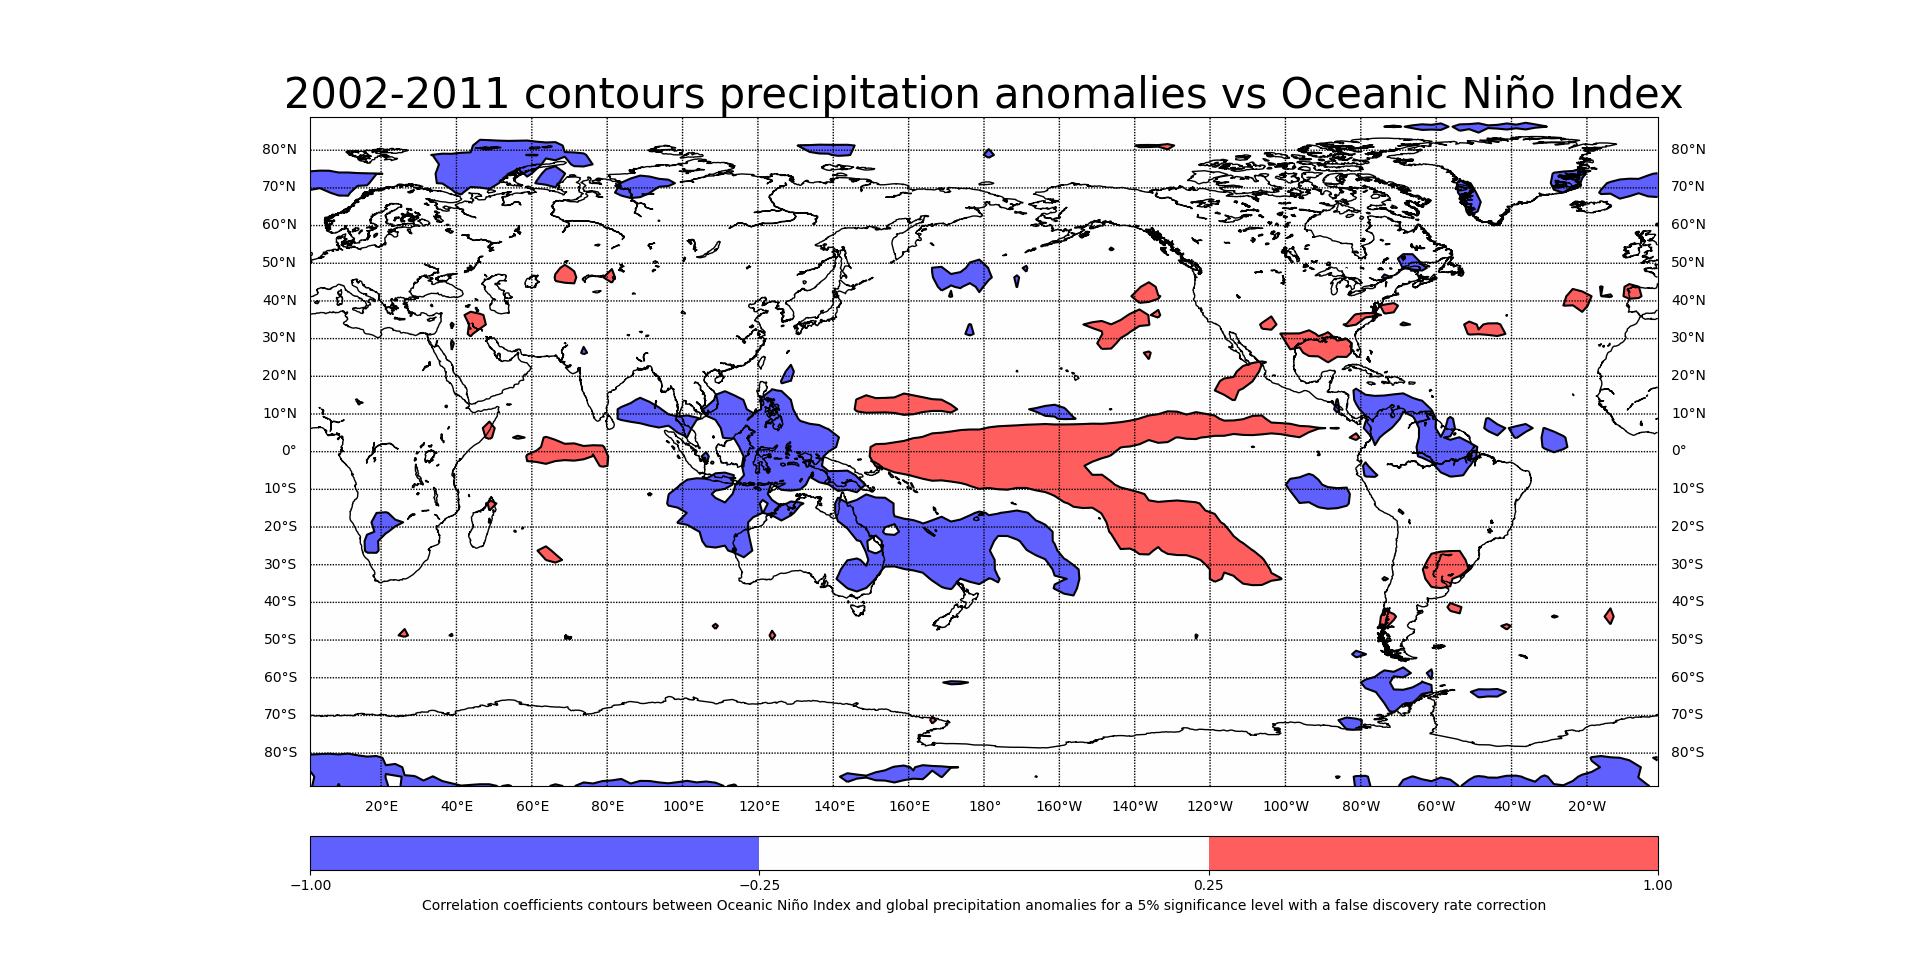 2002-2011 contours precipitation anomalies vs Oceanic Niño Index
80°N 80°N
70°N 70°N
60°N 60°N
50°N 50°N
40°N 40°N
30°N 30°N
20°N 20°N
10°N 10°N
0° 0°
10°S 10°S
20°S 20°S
30°S 30°S
40°S 40°S
50°S 50°S
60°S 60°S
70°S 70°S
80°S 80°S
20°E 40°E 60°E 80°E 100°E 120°E 140°E 160°E 180° 160°W 140°W 120°W 100°W 80°W 60°W 40°W 20°W
−1.00 −0.25 0.25 1.00
Correlation coefficients contours between Oceanic Niño Index and global precipitation anomalies for a 5% significance level with a false discovery rate correction